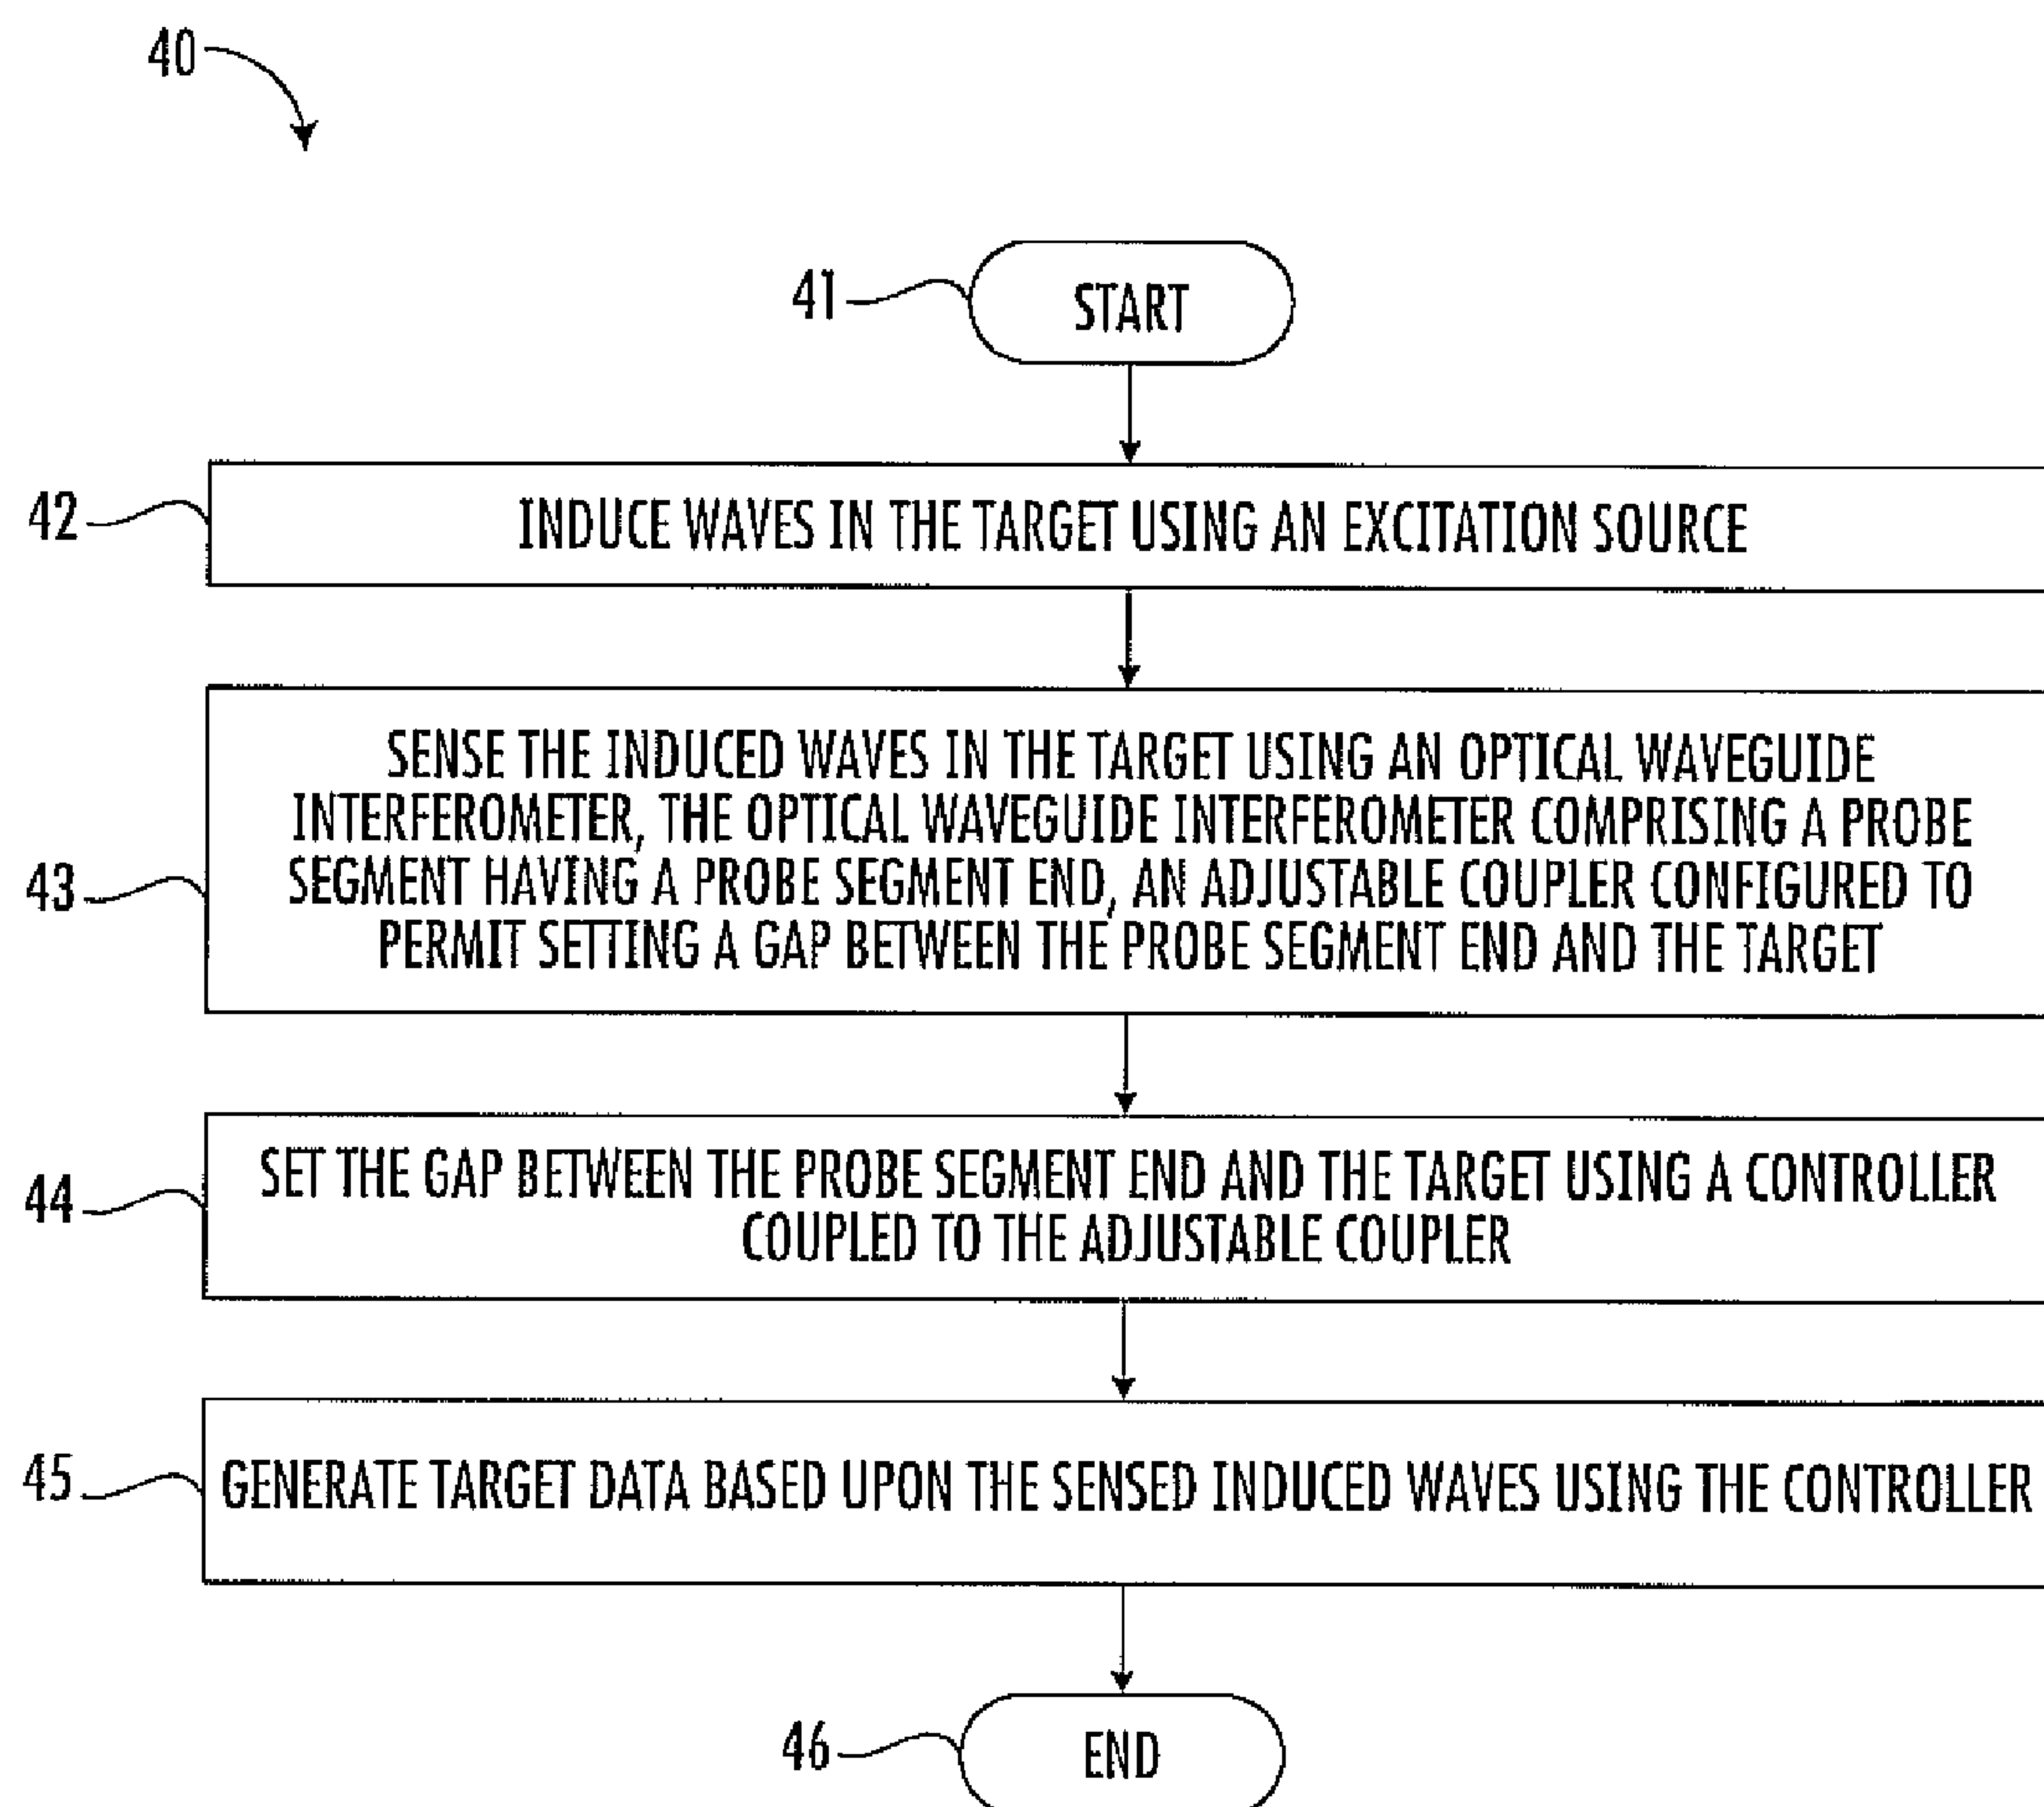 40
41
START
42
INDUCE WAVES IN THE TARGET USING AN EXCITATION SOURCE
43
SENSE THE INDUCED WAVES IN THE TARGET USING AN OPTICAL WAVEGUIDE
INTERFEROMETER, THE OPTICAL WAVEGUIDE INTERFEROMETER COMPRISING A PROBE
SEGMENT HAVING A PROBE SEGMENT END, AN ADJUSTABLE COUPLER CONFIGURED TO
PERMIT SETTING A GAP BETWEEN THE PROBE SEGMENT END AND THE TARGET
44
SET THE GAP BETWEEN THE PROBE SEGMENT END AND THE TARGET USING A CONTROLLER
COUPLED TO THE ADJUSTABLE COUPLER
45
GENERATE TARGET DATA BASED UPON THE SENSED INDUCED WAVES USING THE CONTROLLER
46
END